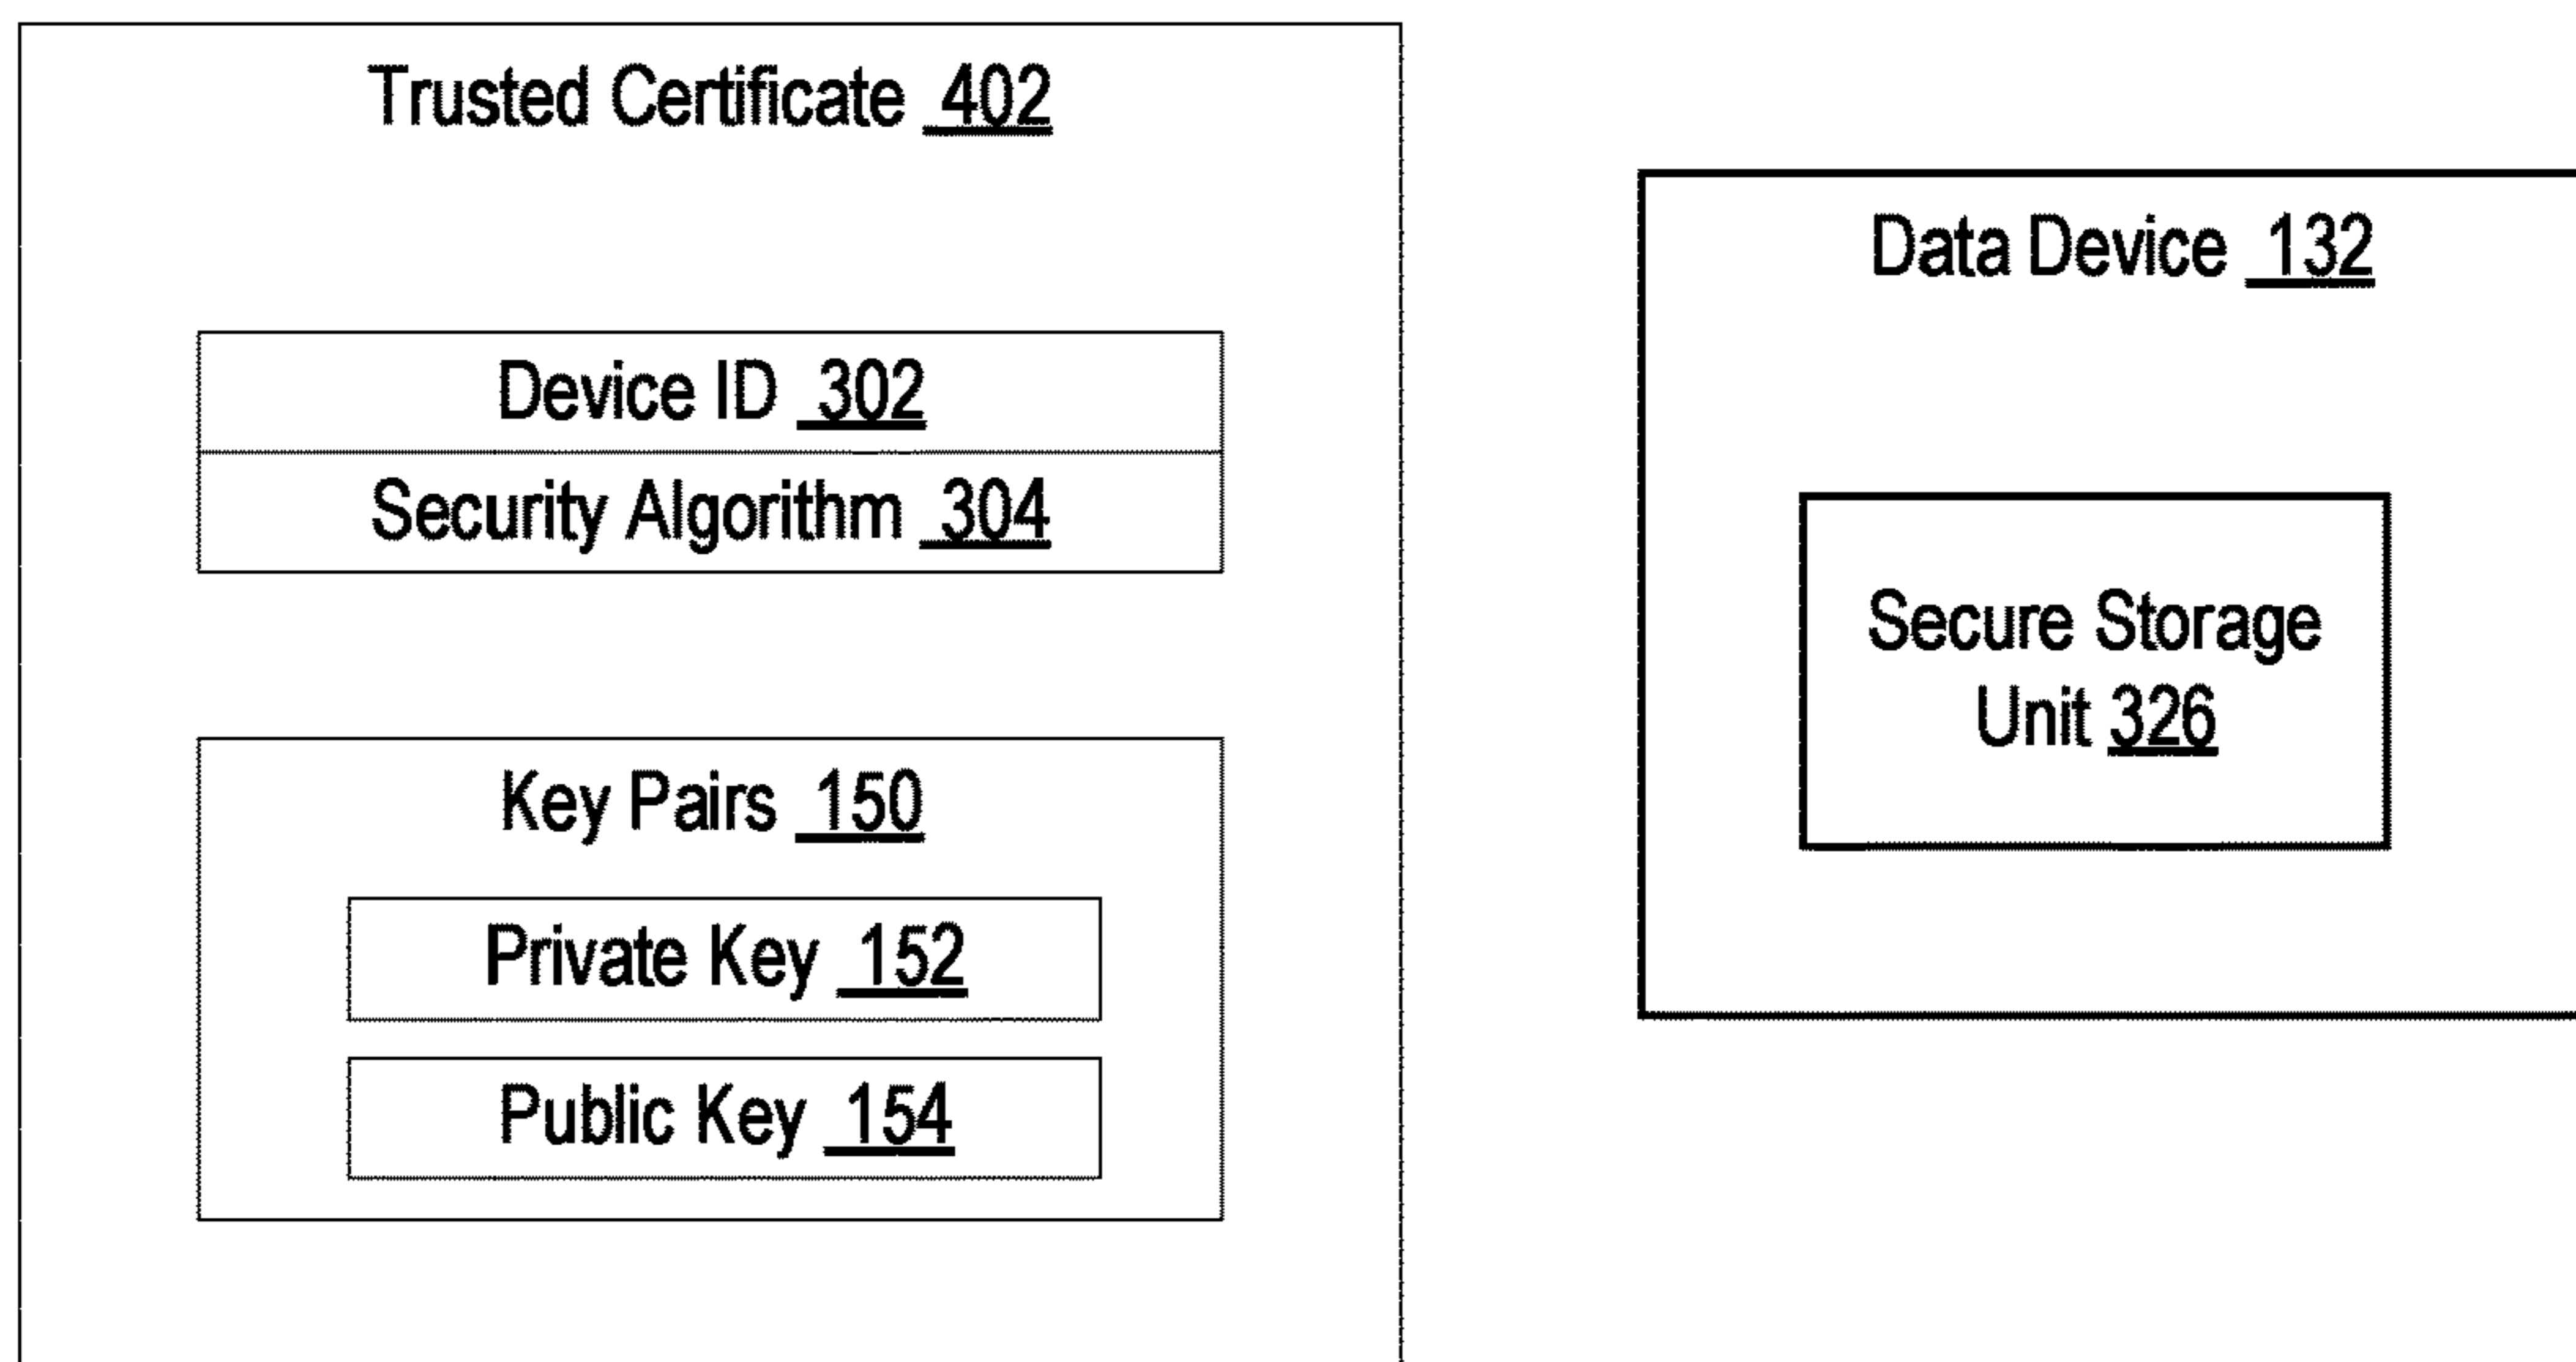 Trusted Certificate 402
Device ID 302
Security Algorithm 304
Key Pairs 150
Private Key 152
Public Key 154
Data Device 132
Secure Storage
Unit 326